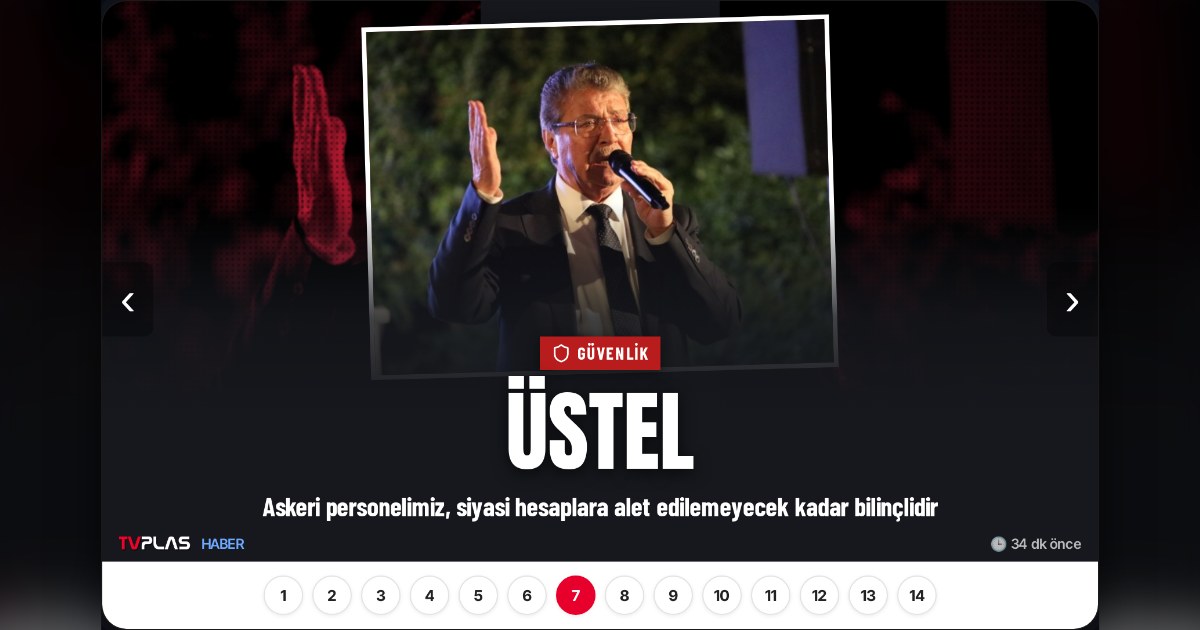 GÜVENLİK
ÜSTEL
Askeri personelimiz, siyasi hesaplara alet edilemeyecek kadar bilinçlidir
TVPLAS HABER
34 dk önce
1 2 3 4 5 6 7 8 9 10 11 12 13 14